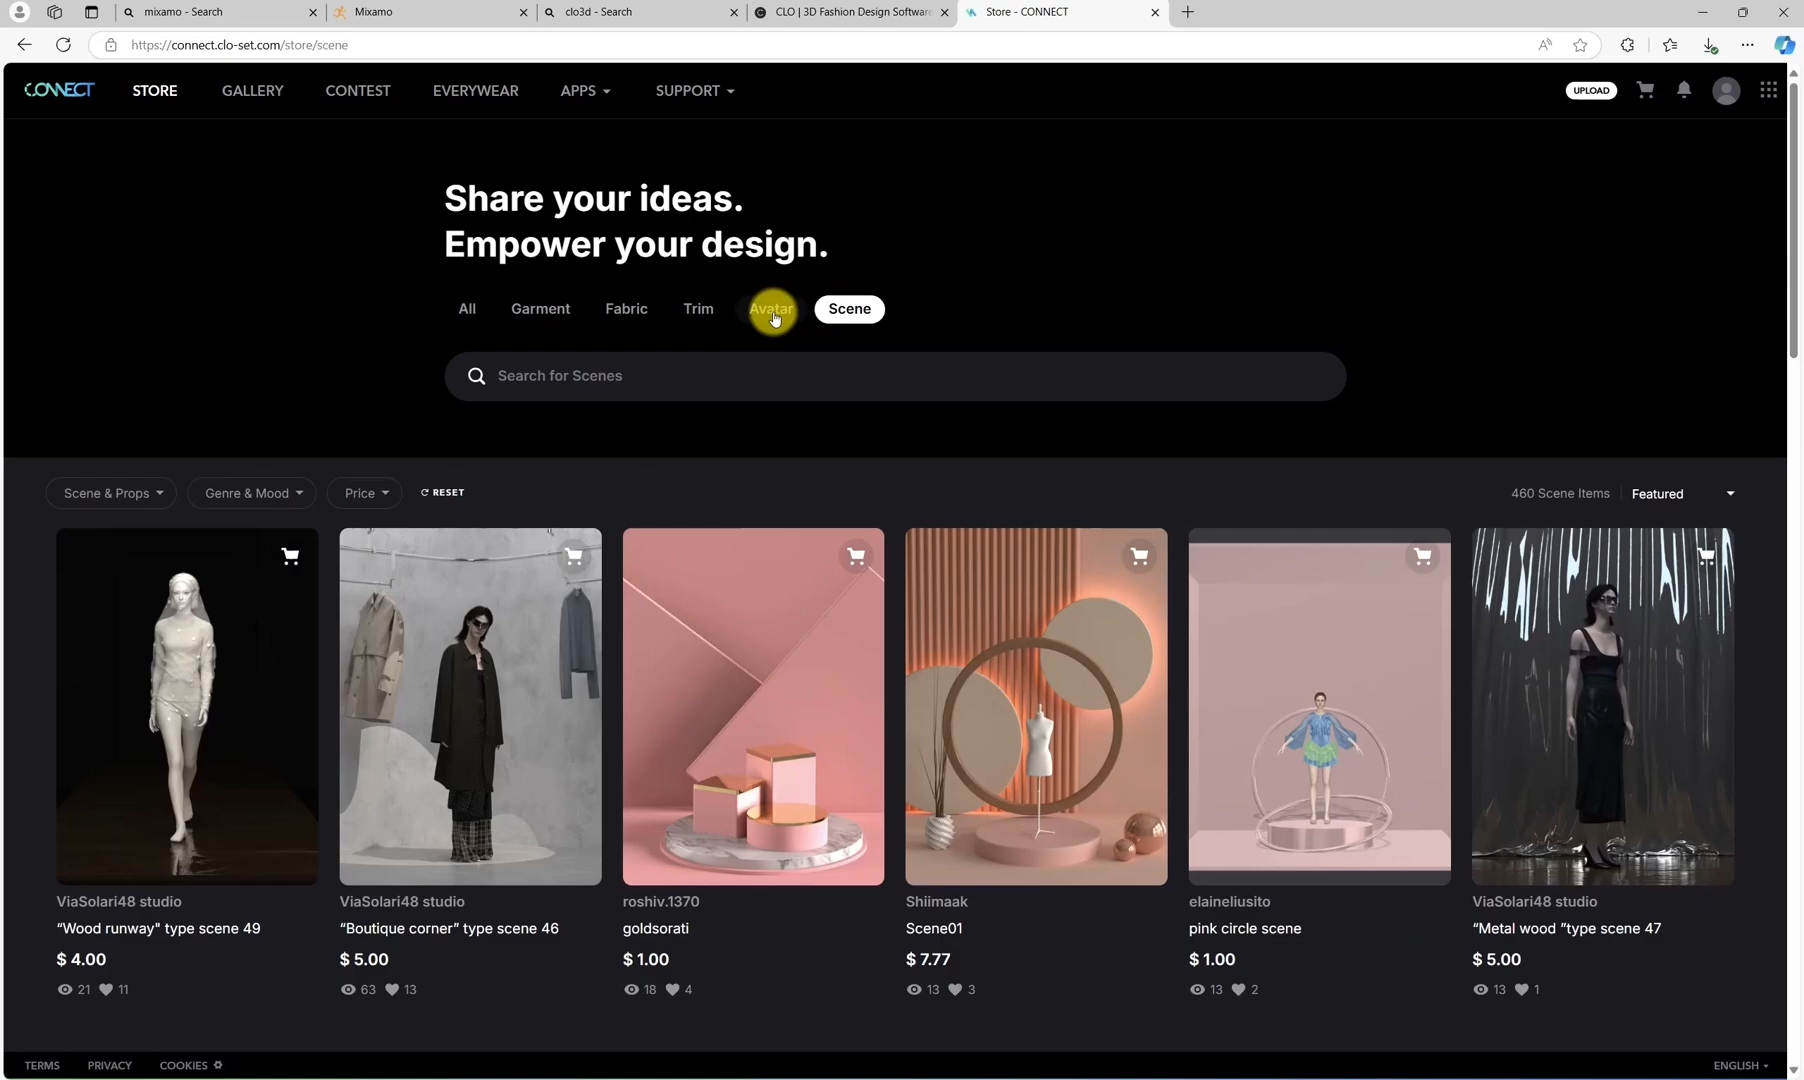 mixamo - Search
Mixamo
clo3d - Search
CLO | 3D Fashion Design Software
Store - CONNECT
https://connect.clo-set.com/store/scene
CONNECT
STORE
GALLERY
CONTEST
EVERYWEAR
APPS
SUPPORT
UPLOAD
Share your ideas.
Empower your design.
All
Garment
Fabric
Trim
Avatar
Scene
Search for Scenes
Scene & Props
Genre & Mood
Price
RESET
460 Scene Items
Featured
ViaSolari48 studio
“Wood runway" type scene 49
$ 4.00
21
11
ViaSolari48 studio
“Boutique corner” type scene 46
$ 5.00
63
13
roshiv.1370
goldsorati
$ 1.00
18
4
Shiimaak
Scene01
$ 7.77
13
3
elaineliusito
pink circle scene
$ 1.00
13
2
ViaSolari48 studio
“Metal wood ”type scene 47
$ 5.00
13
1
TERMS
PRIVACY
COOKIES
ENGLISH